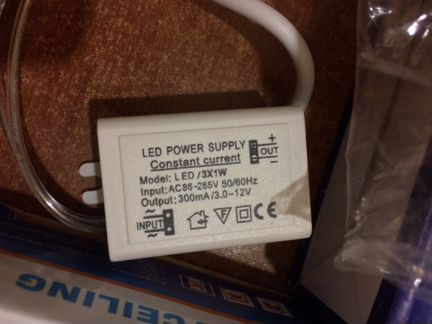 LED POWER SUPPLY
Constant current
Model: LED/3X1W
Input: AC86-265V 50/60Hz
Output: 300mA/3.0-12V
+
OUT
-
~
INPUT
~
F
CE
CEILING